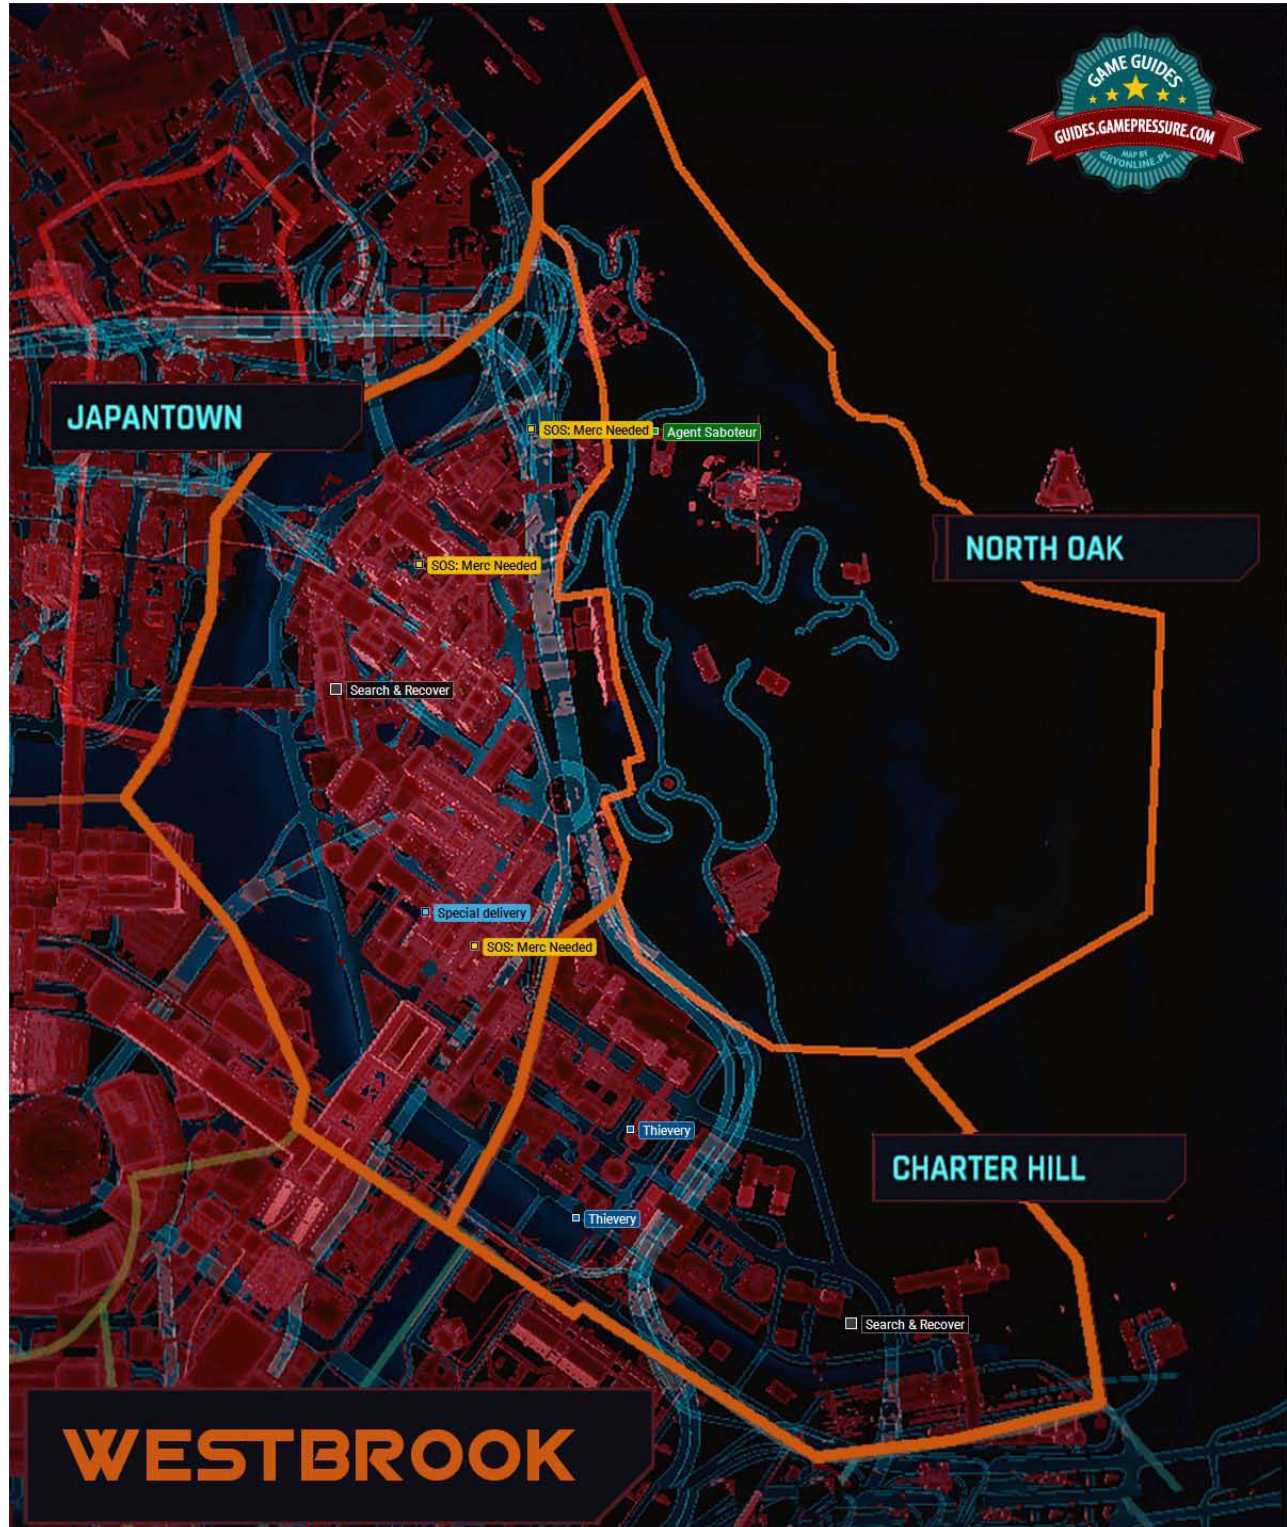 GAME GUIDES
GUIDES.GAMEPRESSURE.COM
MAP BY
GRYONLINE.PL
JAPANTOWN
SOS: Merc Needed
Agent Saboteur
NORTH OAK
SOS: Merc Needed
Search & Recover
Special delivery
SOS: Merc Needed
Thievery
CHARTER HILL
Thievery
Search & Recover
WESTBROOK